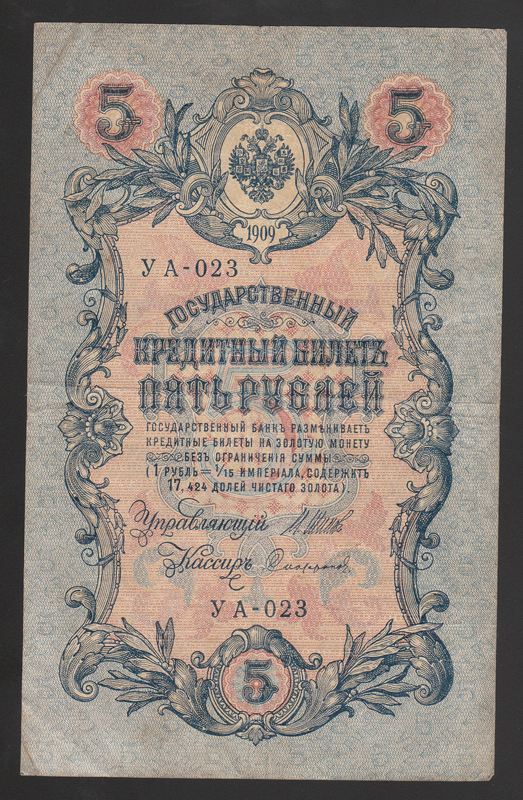 5 5
1909
УА-023
ГОСУДАРСТВЕННЫЙ
КРЕДИТНЫЙ БИЛЕТЪ
ПЯТЬ РУБЛЕЙ
ГОСУДАРСТВЕННЫЙ БАНКЪ РАЗМѢНИВАЕТЪ
КРЕДИТНЫЕ БИЛЕТЫ НА ЗОЛОТУЮ МОНЕТУ
БЕЗЪ ОГРАНИЧЕНІЯ СУММЫ
(1 РУБЛЬ = 1/15 ИМПЕРІАЛА, СОДЕРЖИТЪ
17,424 ДОЛЕЙ ЧИСТАГО ЗОЛОТА).
Управляющій
Кассиръ
УА-023
5